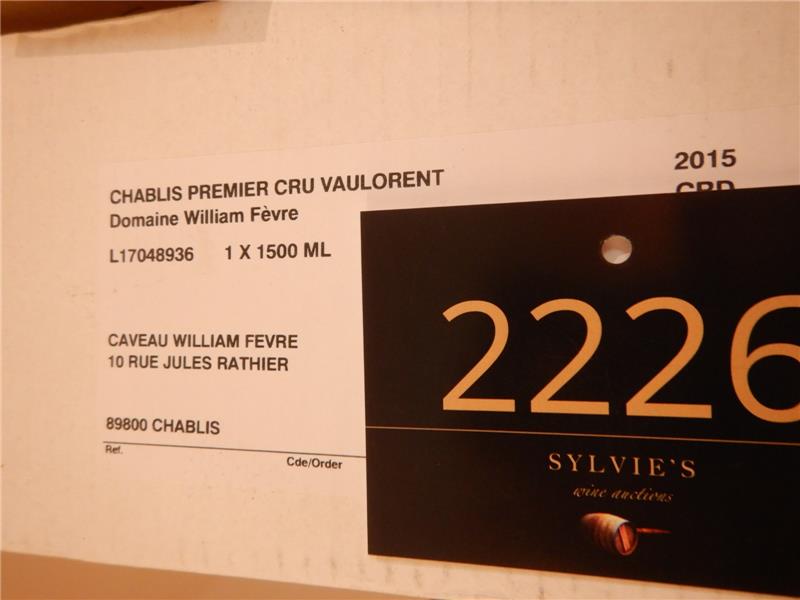 CHABLIS PREMIER CRU VAULORENT
2015
Domaine William Fèvre
CRD
L17048936 1 X 1500 ML
CAVEAU WILLIAM FEVRE
10 RUE JULES RATHIER
89800 CHABLIS
Ref.
Cde/Order
2226
SYLVIE'S
wine auctions